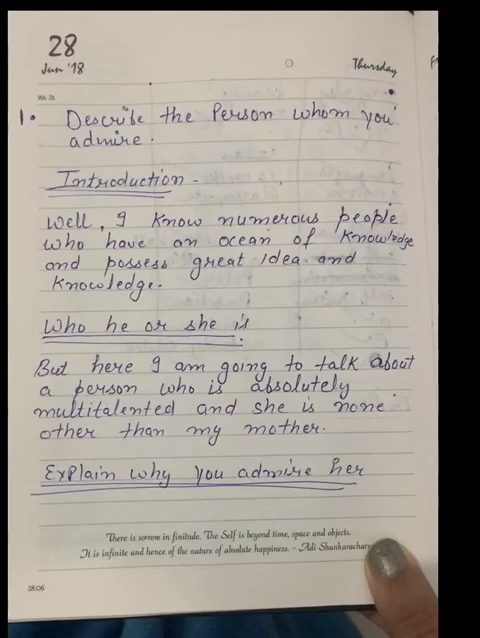 28
Jun '18
Thursday
Wk 26
1. Describe the Person whom you
admire.
Introduction.
Well, I know numerous people
who have an ocean of knowledge
and possess great idea and
knowledge.
Who he or she is
But here I am going to talk about
a person who is absolutely
multitalented and she is none
other than my mother.
Explain why you admire her
There is sorrow in finitude. The Self is beyond time, space and objects.
It is infinite and hence of the nature of absolute happiness. - Adi
28.06